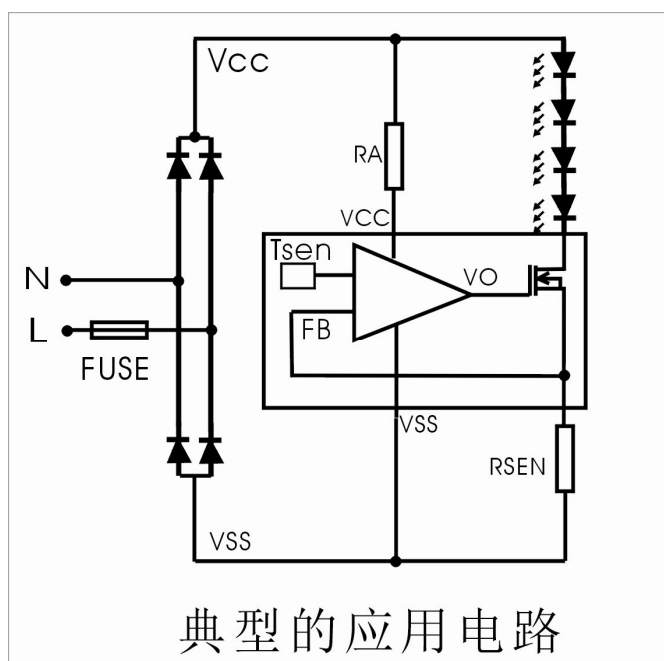 Vcc
RA
VCC
Tsen
VO
N
FB
L
FUSE
VSS
RSEN
VSS
典型的应用电路